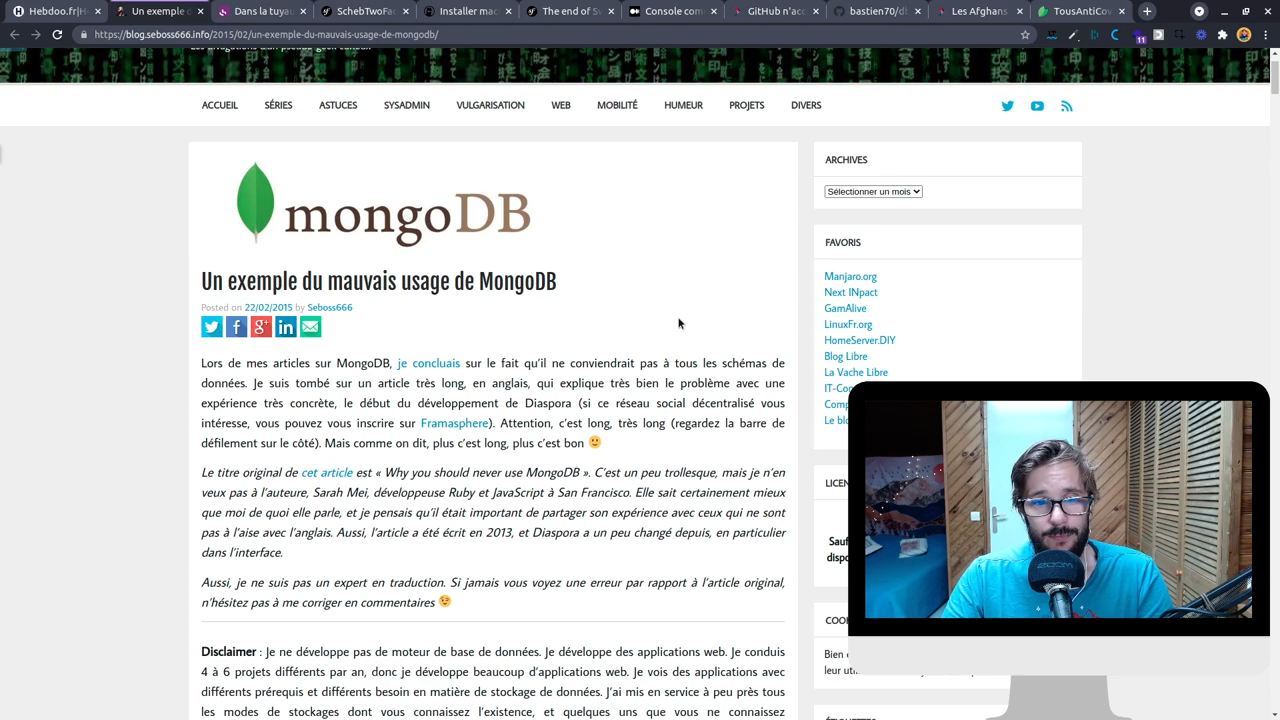 Hebdoo.fr|H
Un exemple d
Dans la tuya
SchebTwoFac
Installer mac
The end of Sv
Console com
GitHub n'acc
bastien70/db
Les Afghans
TousAntiCov
https://blog.seboss666.info/2015/02/un-exemple-du-mauvais-usage-de-mongodb/
11
ACCUEIL SÉRIES ASTUCES SYSADMIN VULGARISATION WEB MOBILITÉ HUMEUR PROJETS DIVERS
mongoDB
Un exemple du mauvais usage de MongoDB
Posted on 22/02/2015 by Seboss666
Lors de mes articles sur MongoDB, je concluais sur le fait qu'il ne conviendrait pas à tous les schémas de
données. Je suis tombé sur un article très long, en anglais, qui explique très bien le problème avec une
expérience très concrète, le début du développement de Diaspora (si ce réseau social décentralisé vous
intéresse, vous pouvez vous inscrire sur Framasphere). Attention, c'est long, très long (regardez la barre de
défilement sur le côté). Mais comme on dit, plus c'est long, plus c'est bon 🙂
Le titre original de cet article est « Why you should never use MongoDB ». C'est un peu trollesque, mais je n'en
veux pas à l'auteure, Sarah Mei, développeuse Ruby et JavaScript à San Francisco. Elle sait certainement mieux
que moi de quoi elle parle, et je pensais qu'il était important de partager son expérience avec ceux qui ne sont
pas à l'aise avec l'anglais. Aussi, l'article a été écrit en 2013, et Diaspora a un peu changé depuis, en particulier
dans l'interface.
Aussi, je ne suis pas un expert en traduction. Si jamais vous voyez une erreur par rapport à l'article original,
n'hésitez pas à me corriger en commentaires 😉
Disclaimer : Je ne développe pas de moteur de base de données. Je développe des applications web. Je conduis
4 à 6 projets différents par an, donc je développe beaucoup d'applications web. Je vois des applications avec
différents prérequis et différents besoin en matière de stockage de données. J'ai mis en service à peu près tous
les modes de stockages dont vous connaissez l'existence, et quelques uns que vous ne connaissez
ARCHIVES
Sélectionner un mois
FAVORIS
Manjaro.org
Next INpact
GamAlive
LinuxFr.org
HomeServer.DIY
Blog Libre
La Vache Libre
IT-Con
Comp
Le blo
LICEN
Sauf
dispo
COOK
Bien
leur uti
zoom